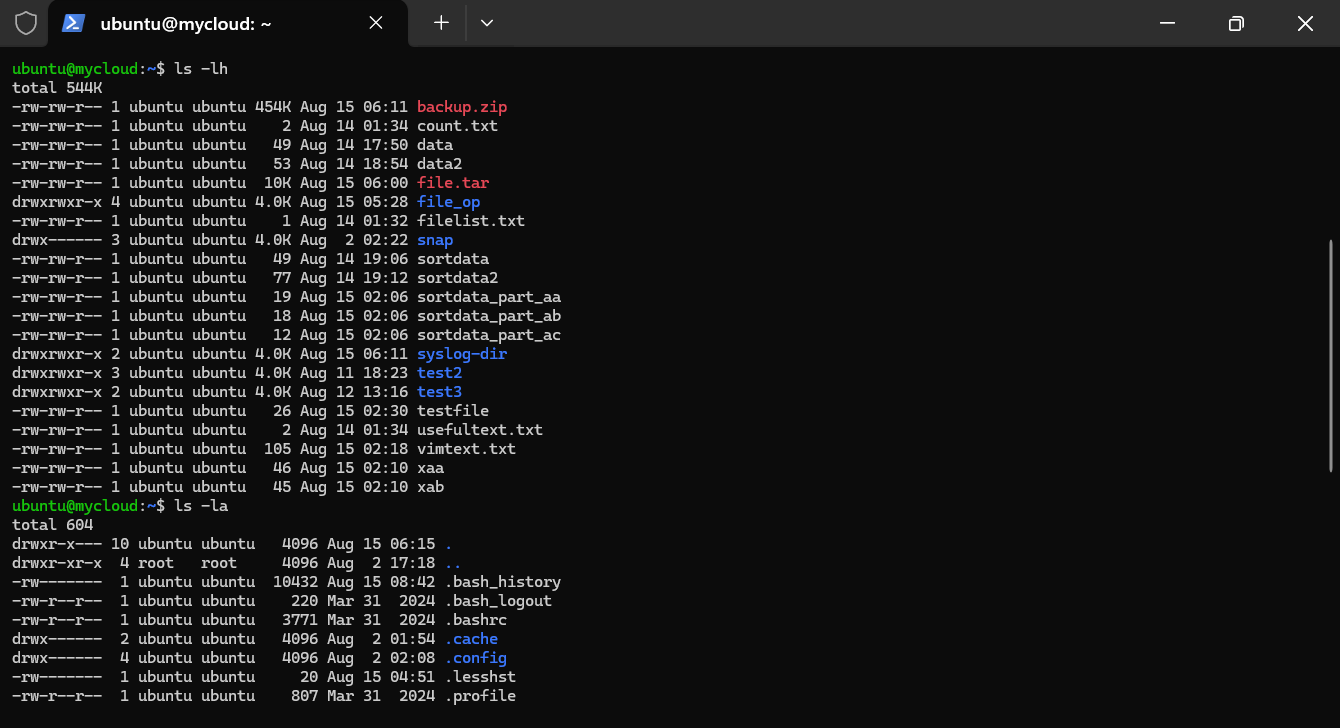 ubuntu@mycloud: ~
ubuntu@mycloud:~$ ls -lh
total 544K
-rw-rw-r-- 1 ubuntu ubuntu 454K Aug 15 06:11 backup.zip
-rw-rw-r-- 1 ubuntu ubuntu    2 Aug 14 01:34 count.txt
-rw-rw-r-- 1 ubuntu ubuntu   49 Aug 14 17:50 data
-rw-rw-r-- 1 ubuntu ubuntu   53 Aug 14 18:54 data2
-rw-rw-r-- 1 ubuntu ubuntu  10K Aug 15 06:00 file.tar
drwxrwxr-x 4 ubuntu ubuntu 4.0K Aug 15 05:28 file_op
-rw-rw-r-- 1 ubuntu ubuntu    1 Aug 14 01:32 filelist.txt
drwx------ 3 ubuntu ubuntu 4.0K Aug  2 02:22 snap
-rw-rw-r-- 1 ubuntu ubuntu   49 Aug 14 19:06 sortdata
-rw-rw-r-- 1 ubuntu ubuntu   77 Aug 14 19:12 sortdata2
-rw-rw-r-- 1 ubuntu ubuntu   19 Aug 15 02:06 sortdata_part_aa
-rw-rw-r-- 1 ubuntu ubuntu   18 Aug 15 02:06 sortdata_part_ab
-rw-rw-r-- 1 ubuntu ubuntu   12 Aug 15 02:06 sortdata_part_ac
drwxrwxr-x 2 ubuntu ubuntu 4.0K Aug 15 06:11 syslog-dir
drwxrwxr-x 3 ubuntu ubuntu 4.0K Aug 11 18:23 test2
drwxrwxr-x 2 ubuntu ubuntu 4.0K Aug 12 13:16 test3
-rw-rw-r-- 1 ubuntu ubuntu   26 Aug 15 02:30 testfile
-rw-rw-r-- 1 ubuntu ubuntu    2 Aug 14 01:34 usefultext.txt
-rw-rw-r-- 1 ubuntu ubuntu  105 Aug 15 02:18 vimtext.txt
-rw-rw-r-- 1 ubuntu ubuntu   46 Aug 15 02:10 xaa
-rw-rw-r-- 1 ubuntu ubuntu   45 Aug 15 02:10 xab
ubuntu@mycloud:~$ ls -la
total 604
drwxr-x--- 10 ubuntu ubuntu   4096 Aug 15 06:15 .
drwxr-xr-x  4 root   root     4096 Aug  2 17:18 ..
-rw-------  1 ubuntu ubuntu  10432 Aug 15 08:42 .bash_history
-rw-r--r--  1 ubuntu ubuntu    220 Mar 31  2024 .bash_logout
-rw-r--r--  1 ubuntu ubuntu   3771 Mar 31  2024 .bashrc
drwx------  2 ubuntu ubuntu   4096 Aug  2 01:54 .cache
drwx------  4 ubuntu ubuntu   4096 Aug  2 02:08 .config
-rw-------  1 ubuntu ubuntu     20 Aug 15 04:51 .lesshst
-rw-r--r--  1 ubuntu ubuntu    807 Mar 31  2024 .profile